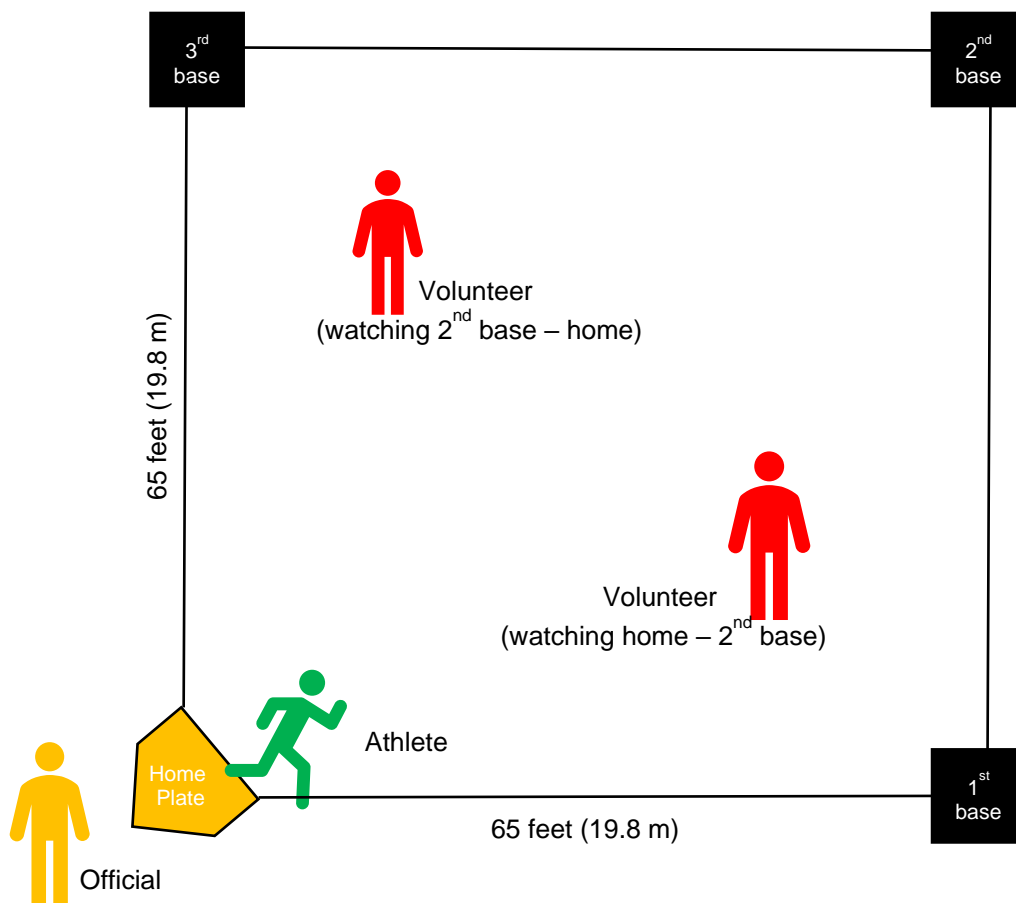 3rd
base
2nd
base
Volunteer
(watching 2nd base – home)
65 feet (19.8 m)
Volunteer
(watching home – 2nd base)
Athlete
Home
Plate
1st
base
65 feet (19.8 m)
Official